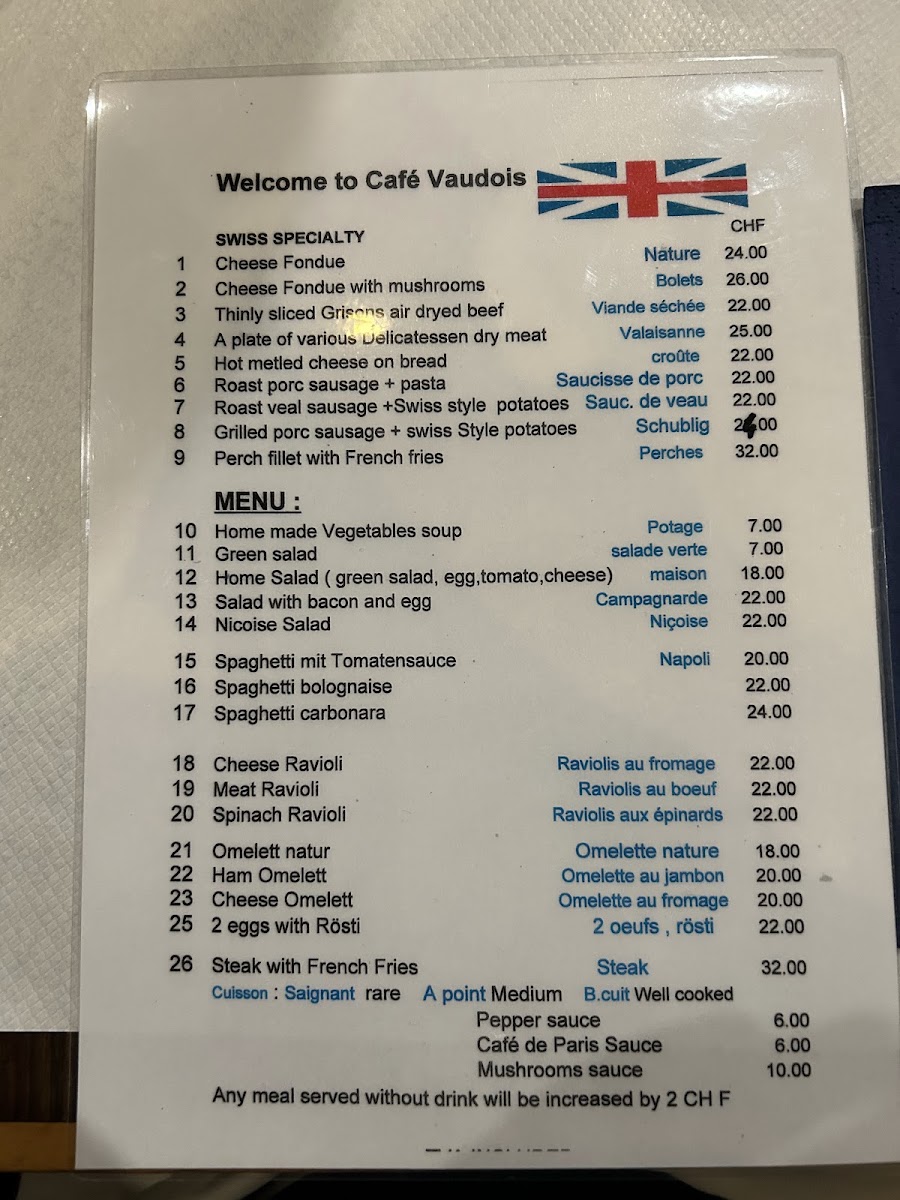 Welcome to Café Vaudois
CHF
SWISS SPECIALTY
1 Cheese Fondue Nature 24.00
2 Cheese Fondue with mushrooms Bolets 26.00
3 Thinly sliced Grisons air dryed beef Viande séchée 22.00
4 A plate of various Delicatessen dry meat Valaisanne 25.00
5 Hot metled cheese on bread croûte 22.00
6 Roast porc sausage + pasta Saucisse de porc 22.00
7 Roast veal sausage +Swiss style potatoes Sauc. de veau 22.00
8 Grilled porc sausage + swiss Style potatoes Schublig 24.00
9 Perch fillet with French fries Perches 32.00
MENU :
10 Home made Vegetables soup Potage 7.00
11 Green salad salade verte 7.00
12 Home Salad ( green salad, egg,tomato,cheese) maison 18.00
13 Salad with bacon and egg Campagnarde 22.00
14 Nicoise Salad Niçoise 22.00
15 Spaghetti mit Tomatensauce Napoli 20.00
16 Spaghetti bolognaise 22.00
17 Spaghetti carbonara 24.00
18 Cheese Ravioli Raviolis au fromage 22.00
19 Meat Ravioli Raviolis au boeuf 22.00
20 Spinach Ravioli Raviolis aux épinards 22.00
21 Omelett natur Omelette nature 18.00
22 Ham Omelett Omelette au jambon 20.00
23 Cheese Omelett Omelette au fromage 20.00
25 2 eggs with Rösti 2 oeufs , rösti 22.00
26 Steak with French Fries Steak 32.00
Cuisson : Saignant rare A point Medium B.cuit Well cooked
Pepper sauce 6.00
Café de Paris Sauce 6.00
Mushrooms sauce 10.00
Any meal served without drink will be increased by 2 CH F